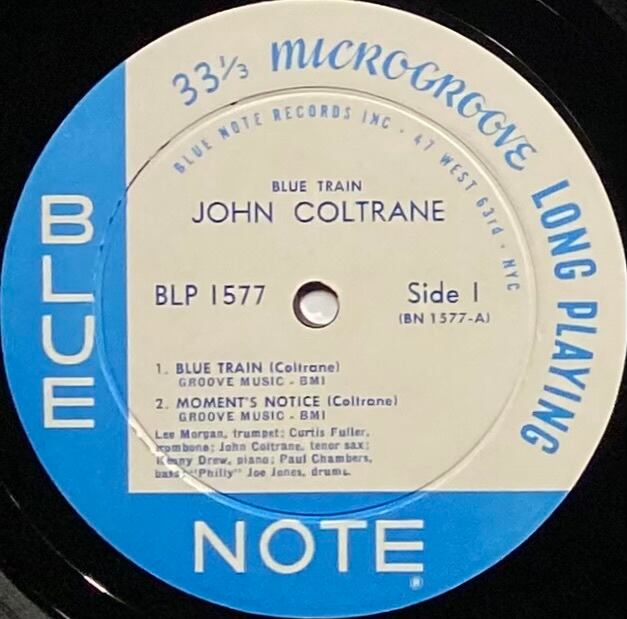 33⅓ MICROGROOVE LONG PLAYING
BLUE NOTE RECORDS INC · 47 WEST 63rd · NYC
BLUE TRAIN
JOHN COLTRANE
BLP 1577
Side 1
(BN 1577-A)
1. BLUE TRAIN (Coltrane)
GROOVE MUSIC - BMI
2. MOMENT'S NOTICE (Coltrane)
GROOVE MUSIC - BMI
Lee Morgan, trumpet; Curtis Fuller,
trombone; John Coltrane, tenor sax;
Kenny Drew, piano; Paul Chambers,
bass; "Philly" Joe Jones, drums.
BLUE
NOTE
®